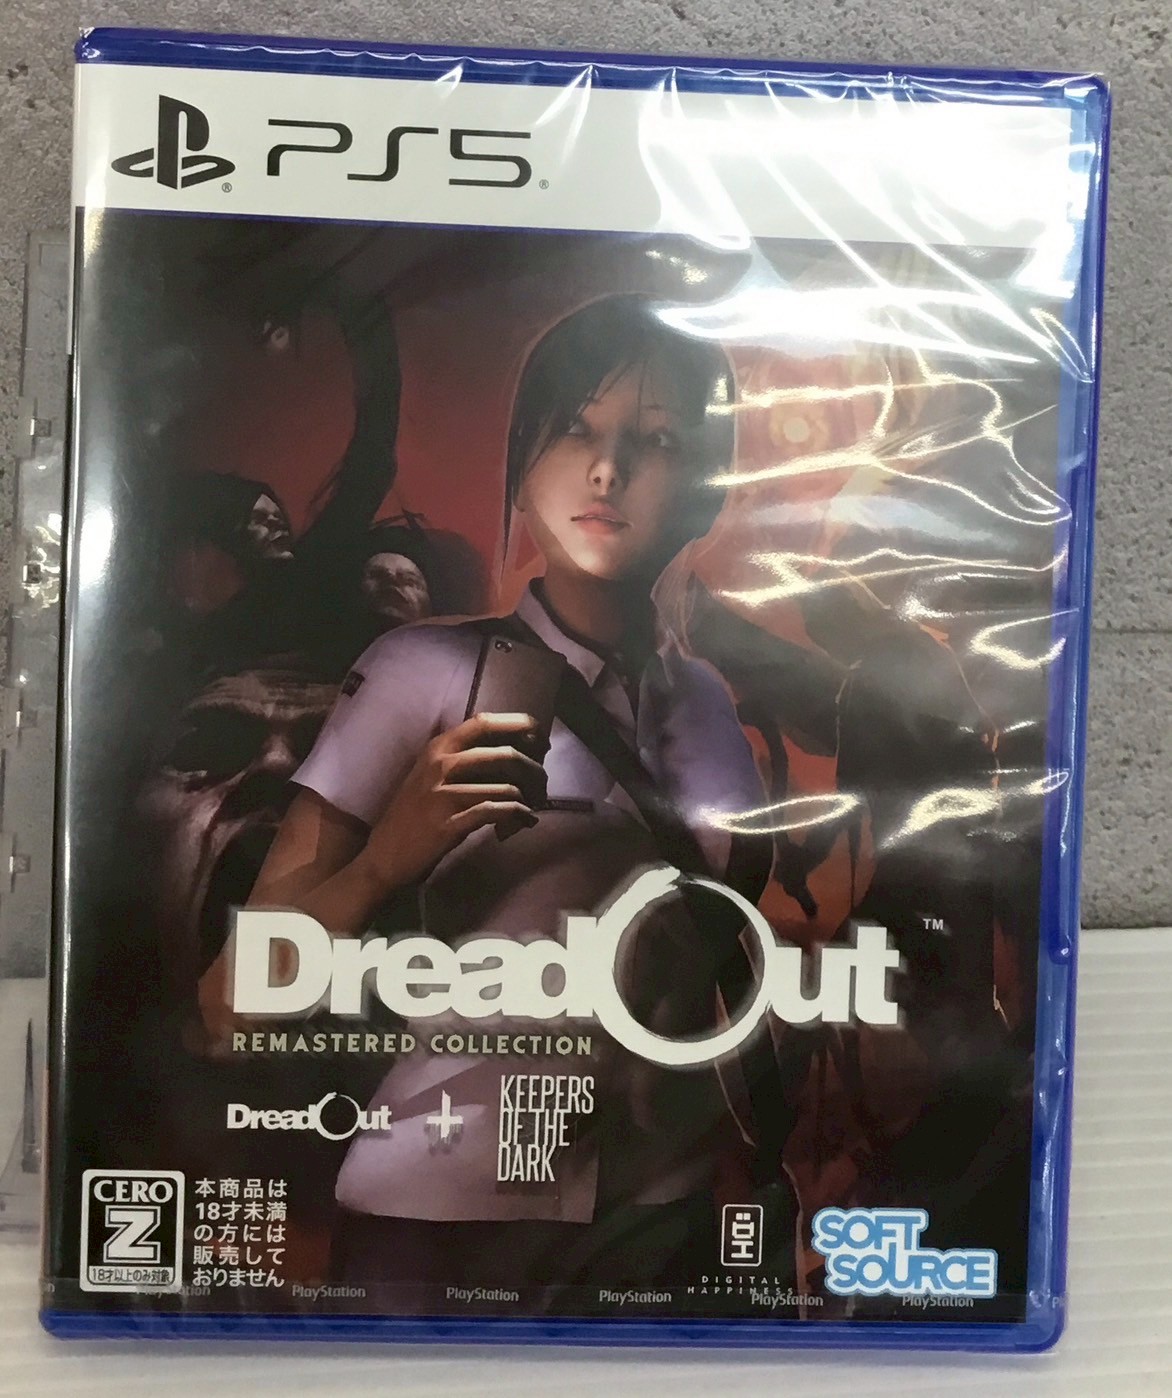 PS5
DreadOut™
REMASTERED COLLECTION
DreadOut + KEEPERS
OF THE
DARK
CERO
Z
18才以上のみ対象
本商品は
18才未満
の方には
販売して
おりません
DIGITAL
HAPPINESS
SOFT
SOURCE
PlayStation PlayStation PlayStation PlayStation PlayStation PlayStation